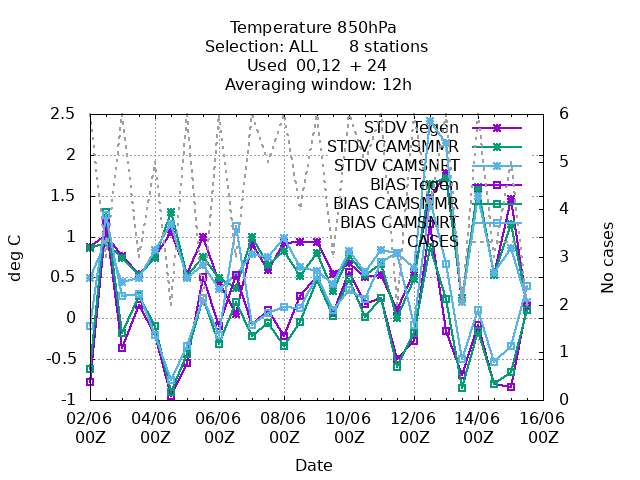 Temperature 850hPa
Selection: ALL 8 stations
Used 00,12 + 24
Averaging window: 12h
2.5
2
1.5
1
0.5
0
-0.5
-1
deg C
6
5
4
3
2
1
0
No cases
STDV Tegen
STDV CAMSMMR
STDV CAMSNRT
BIAS Tegen
BIAS CAMSMMR
BIAS CAMSNRT
CASES
02/06 04/06 06/06 08/06 10/06 12/06 14/06 16/06
00Z 00Z 00Z 00Z 00Z 00Z 00Z 00Z
Date